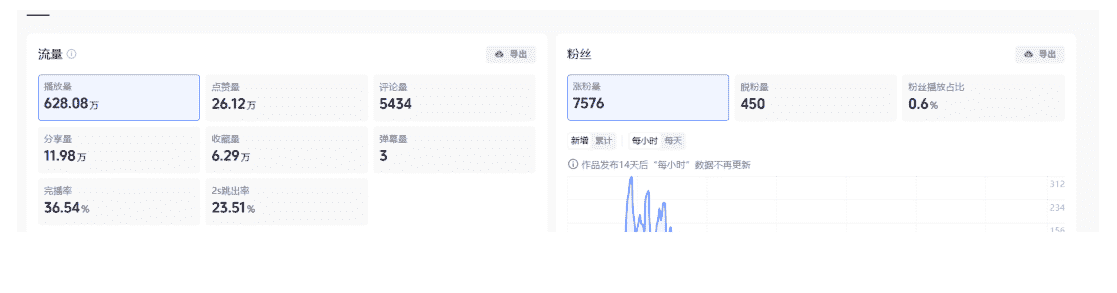 流量
导出
播放量
点赞量
评论量
628.08万
26.12万
5434
分享量
收藏量
弹幕量
11.98万
6.29万
3
完播率
2s跳出率
36.54%
23.51%
粉丝
导出
涨粉量
脱粉量
粉丝播放占比
7576
450
0.6%
新增 累计 每小时 每天
作品发布14天后“每小时”数据不再更新
312
234
156